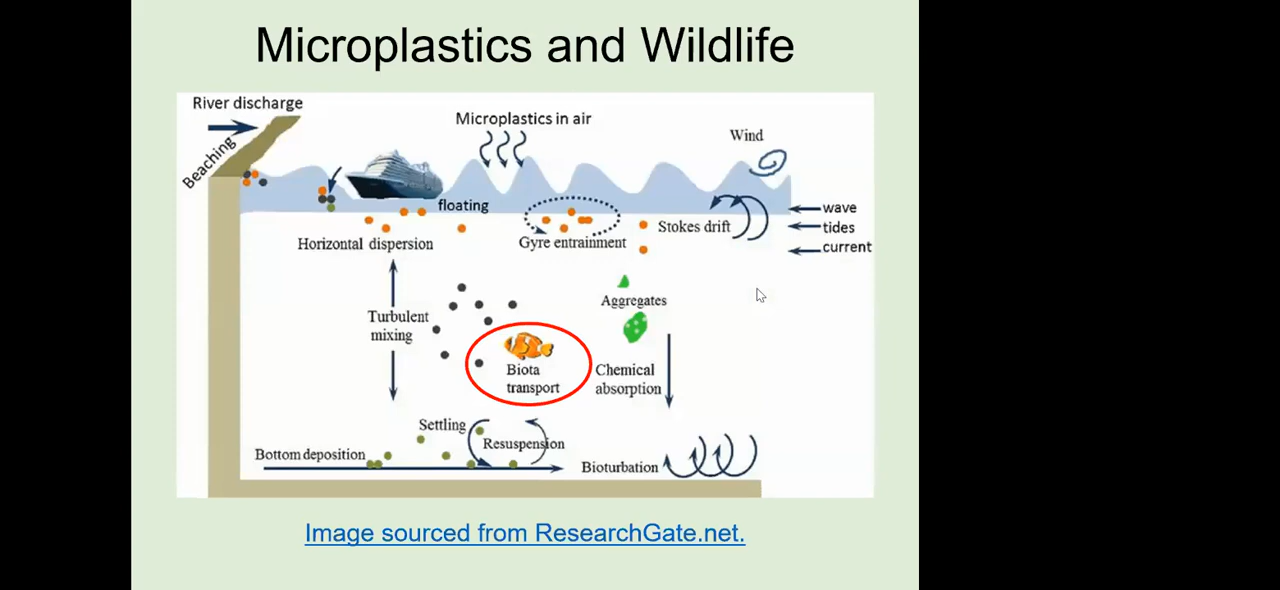 Microplastics and Wildlife
River discharge
Beaching
Microplastics in air
Wind
floating
wave
Stokes drift
tides
Horizontal dispersion
Gyre entrainment
current
Aggregates
Turbulent
mixing
Biota
transport
Chemical
absorption
Settling
Resuspension
Bottom deposition
Bioturbation
Image sourced from ResearchGate.net.